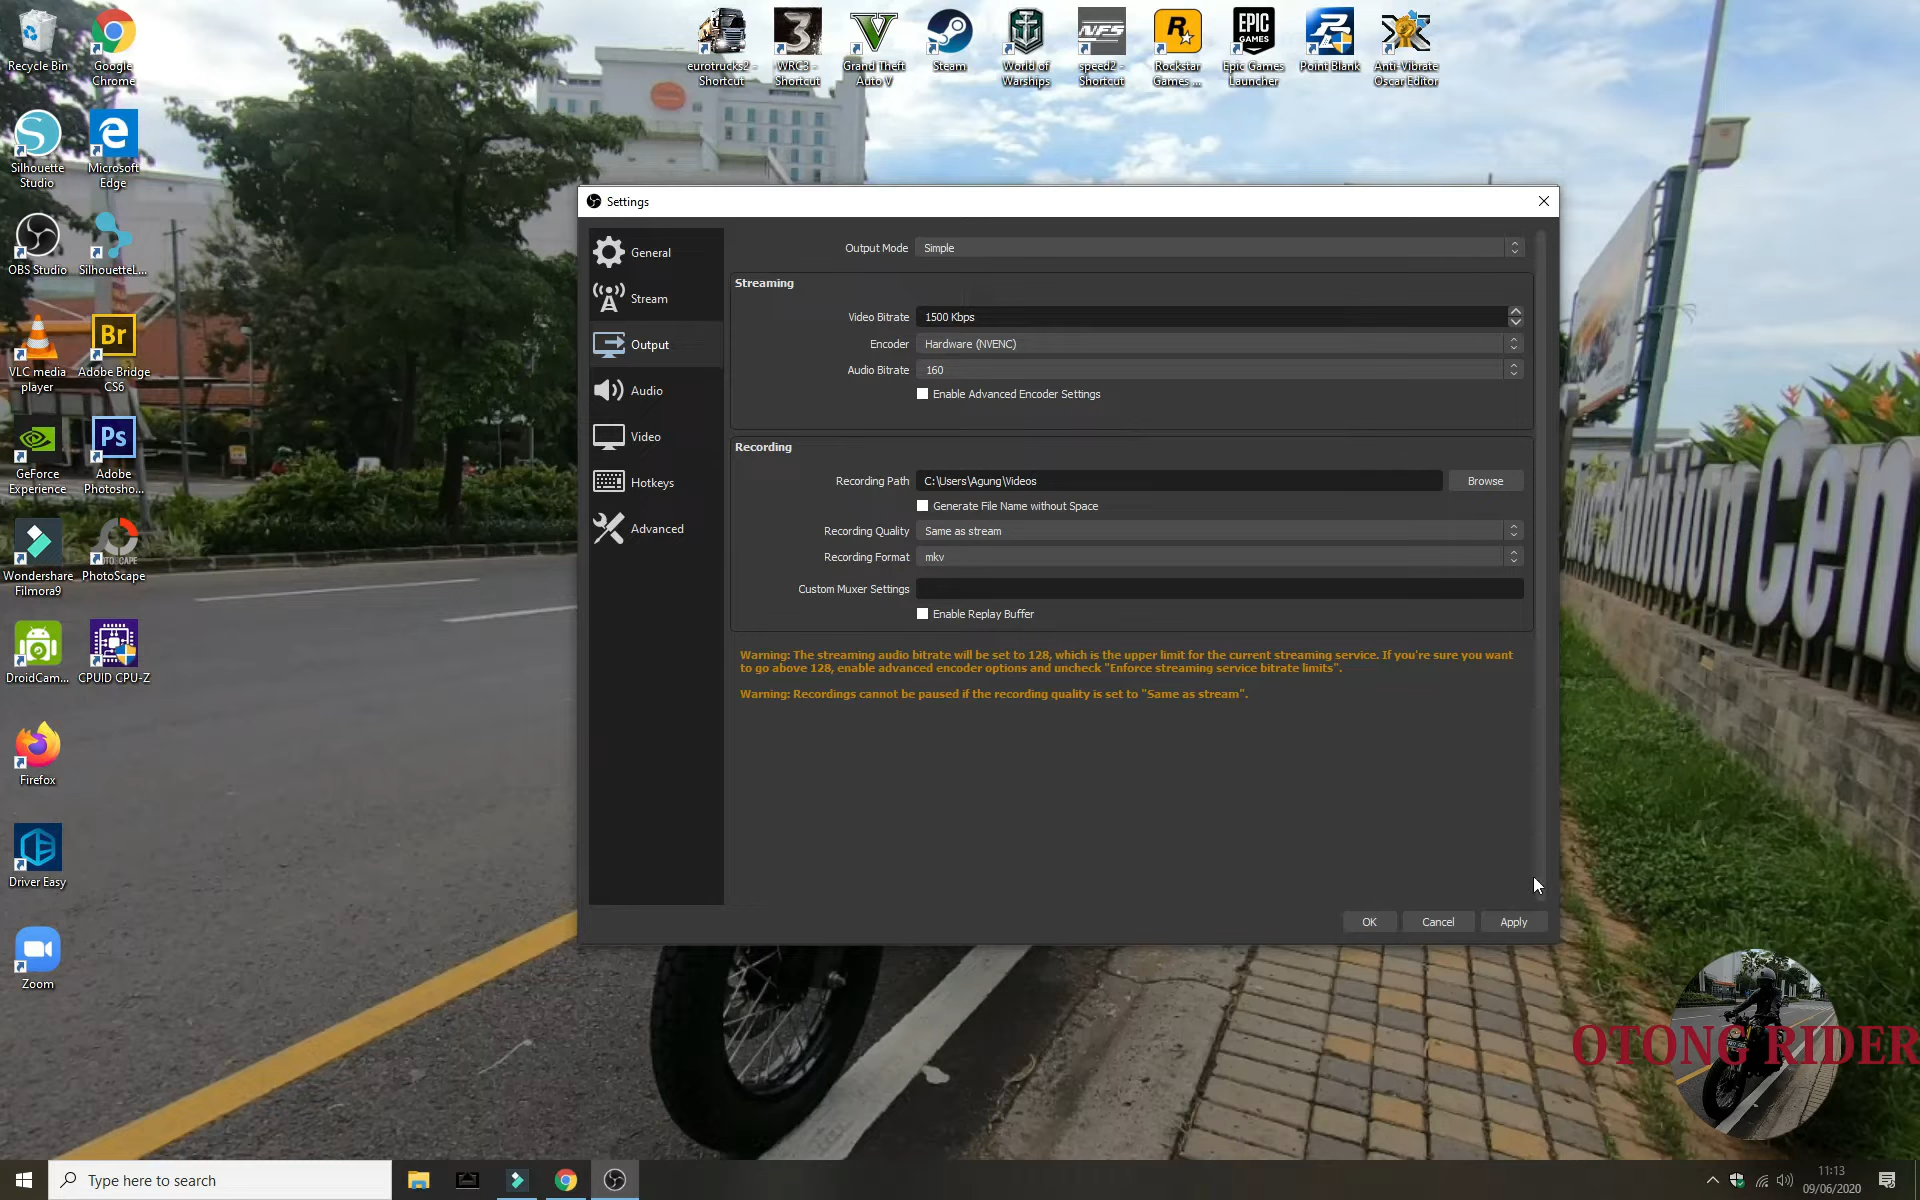 Recycle Bin
Google
Chrome
eurotrucks2 -
Shortcut
WRC3 -
Shortcut
Grand Theft
Auto V
Steam
World of
Warships
speed2 -
Shortcut
Rockstar
Games ...
Epic Games
Launcher
Point Blank
Anti-Vibrate
Oscar Editor
3
NFS
R
EPIC
GAMES
S
Silhouette
Studio
Microsoft
Edge
OBS Studio
SilhouetteL...
VLC media
player
Br
Adobe Bridge
CS6
GeForce
Experience
Ps
Adobe
Photosho...
Wondershare
Filmora9
PhotoScape
DroidCam...
CPUID CPU-Z
Firefox
Driver Easy
Zoom
Settings
General
Stream
Output
Audio
Video
Hotkeys
Advanced
Output Mode Simple
Streaming
Video Bitrate 1500 Kbps
Encoder Hardware (NVENC)
Audio Bitrate 160
Enable Advanced Encoder Settings
Recording
Recording Path C:\Users\Agung\Videos Browse
Generate File Name without Space
Recording Quality Same as stream
Recording Format mkv
Custom Muxer Settings
Enable Replay Buffer
Warning: The streaming audio bitrate will be set to 128, which is the upper limit for the current streaming service. If you're sure you want
to go above 128, enable advanced encoder options and uncheck "Enforce streaming service bitrate limits".
Warning: Recordings cannot be paused if the recording quality is set to "Same as stream".
OK Cancel Apply
OTONG RIDER
Type here to search
11:13
09/06/2020